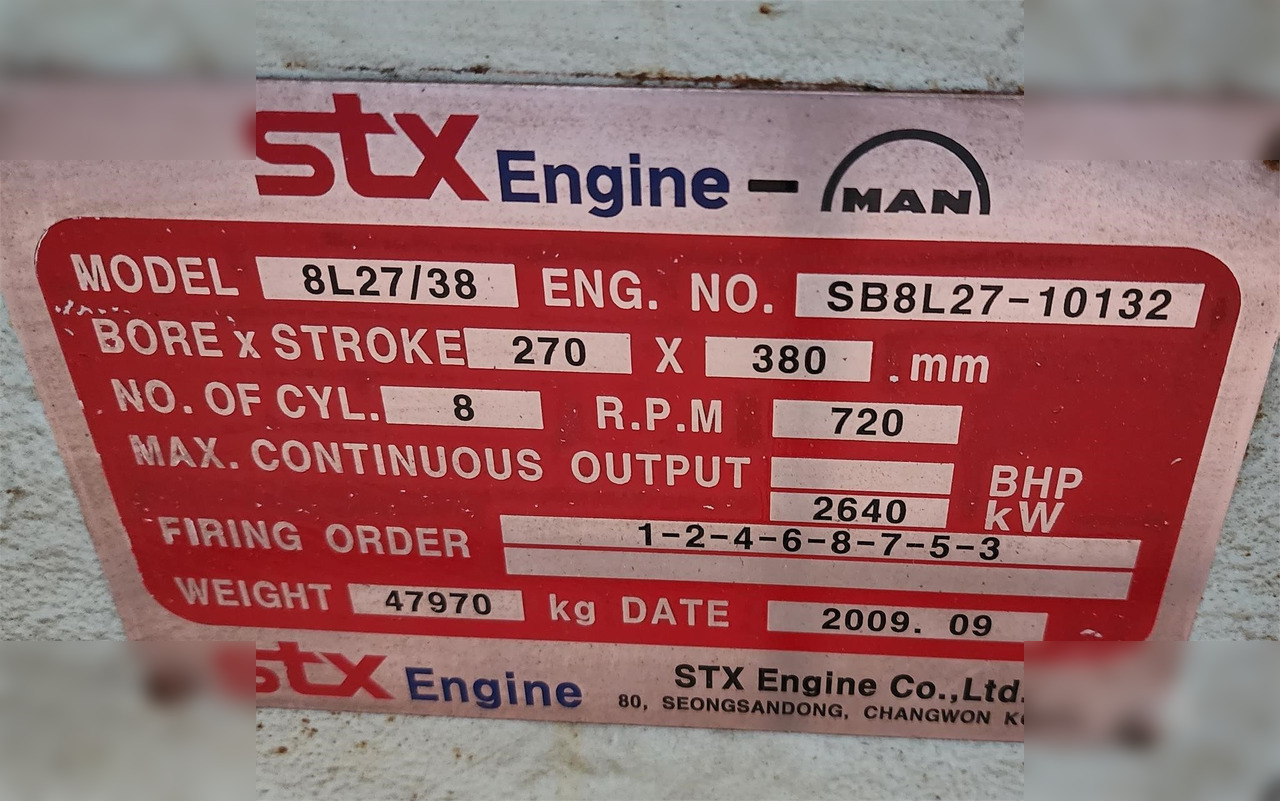 STX Engine - MAN
MODEL 8L27/38 ENG. NO. SB8L27-10132
BORE x STROKE 270 X 380 .mm
NO. OF CYL. 8 R.P.M 720
MAX. CONTINUOUS OUTPUT BHP
2640 kW
FIRING ORDER 1-2-4-6-8-7-5-3
WEIGHT 47970 kg DATE 2009. 09
STX Engine STX Engine Co.,Ltd.
80, SEONGSANDONG, CHANGWON